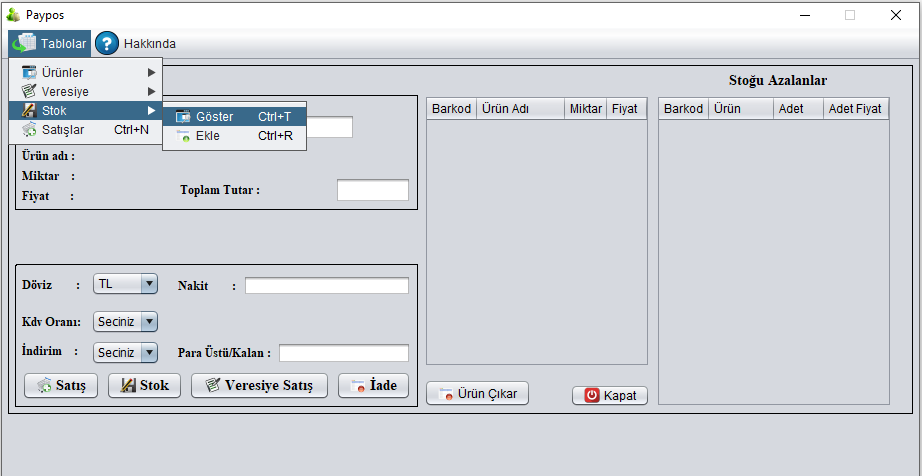 Paypos
Tablolar Hakkında
Ürünler
Veresiye
Stok
Satışlar Ctrl+N
Göster Ctrl+T
Ekle Ctrl+R
Ürün adı :
Miktar :
Fiyat :
Toplam Tutar :
Döviz : TL
Nakit :
Kdv Oranı: Seciniz
İndirim : Seciniz
Para Üstü/Kalan :
Satış Stok Veresiye Satış İade
Barkod Ürün Adı Miktar Fiyat
Ürün Çıkar Kapat
Stoğu Azalanlar
Barkod Ürün Adet Adet Fiyat